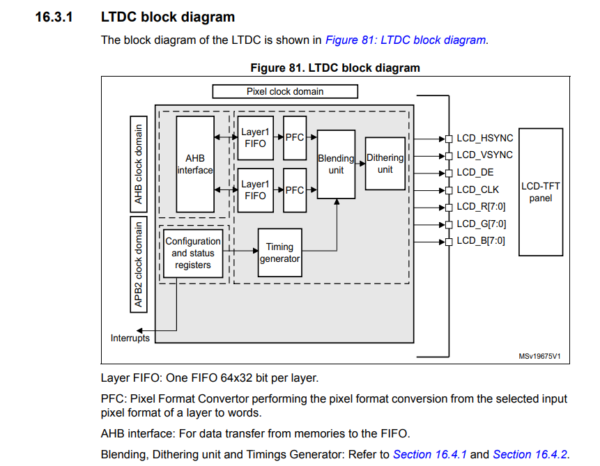 16.3.1 LTDC block diagram
The block diagram of the LTDC is shown in Figure 81: LTDC block diagram.
Figure 81. LTDC block diagram
Pixel clock domain
AHB clock domain
AHB
interface
Layer1
FIFO
PFC
Layer1
FIFO
PFC
Blending
unit
Dithering
unit
LCD_HSYNC
LCD_VSYNC
LCD_DE
LCD_CLK
LCD_R[7:0]
LCD_G[7:0]
LCD_B[7:0]
LCD-TFT
panel
APB2 clock domain
Configuration
and status
registers
Timing
generator
Interrupts
MSv19675V1
Layer FIFO: One FIFO 64x32 bit per layer.
PFC: Pixel Format Convertor performing the pixel format conversion from the selected input
pixel format of a layer to words.
AHB interface: For data transfer from memories to the FIFO.
Blending, Dithering unit and Timings Generator: Refer to Section 16.4.1 and Section 16.4.2.